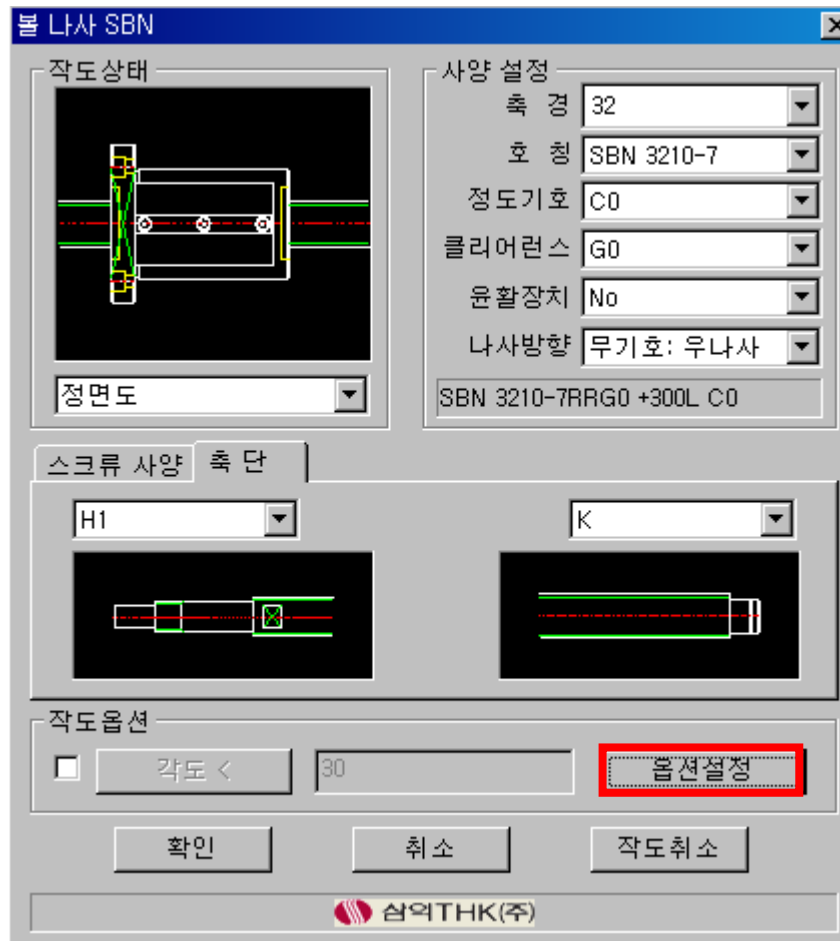 볼 나사 SBN
작도상태
정면도
사양 설정
축 경 32
호 칭 SBN 3210-7
정도기호 C0
클리어런스 G0
윤활장치 No
나사방향 무기호: 우나사
SBN 3210-7RRG0 +300L C0
스크류 사양 축 단
H1 K
작도옵션
각도 < 30 옵션설정
확인 취소 작도취소
삼익THK(주)